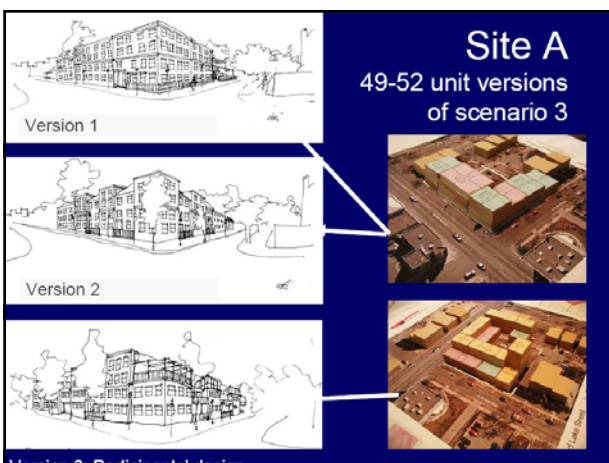 Site A
49-52 unit versions
of scenario 3
Version 1
Version 2